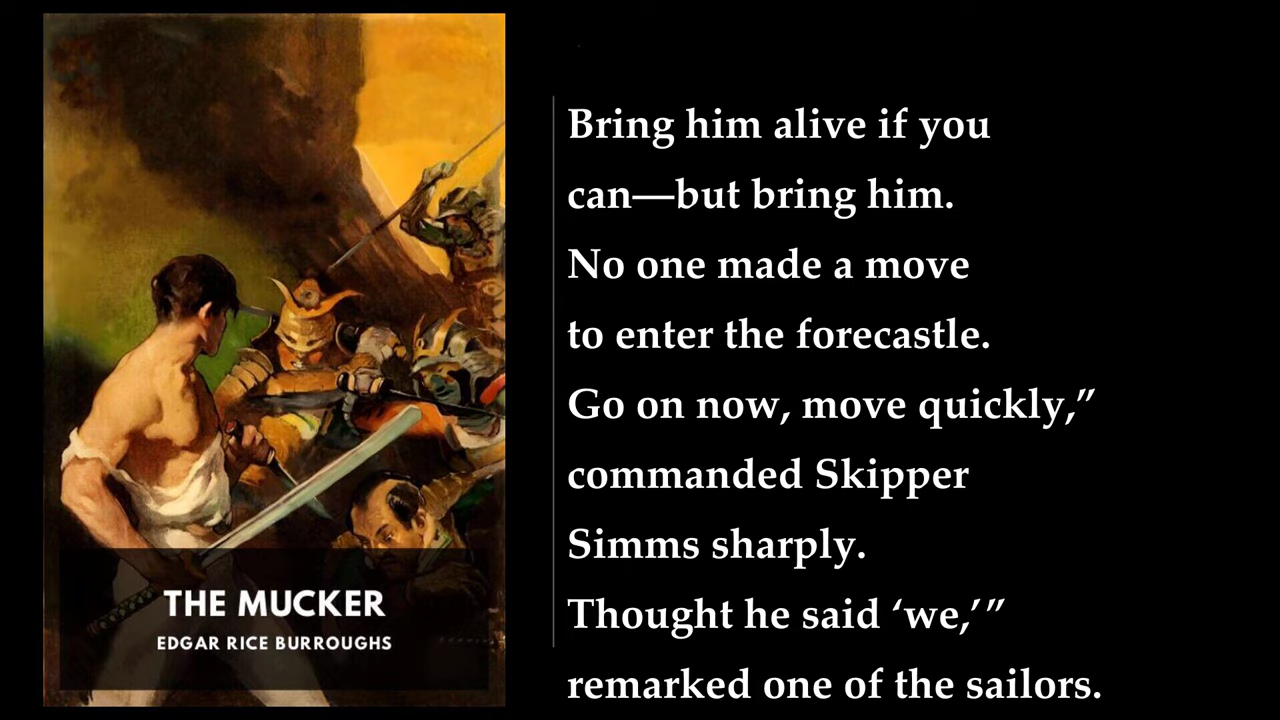 THE MUCKER
EDGAR RICE BURROUGHS
Bring him alive if you
can—but bring him.
No one made a move
to enter the forecastle.
Go on now, move quickly,”
commanded Skipper
Simms sharply.
Thought he said ‘we,’”
remarked one of the sailors.